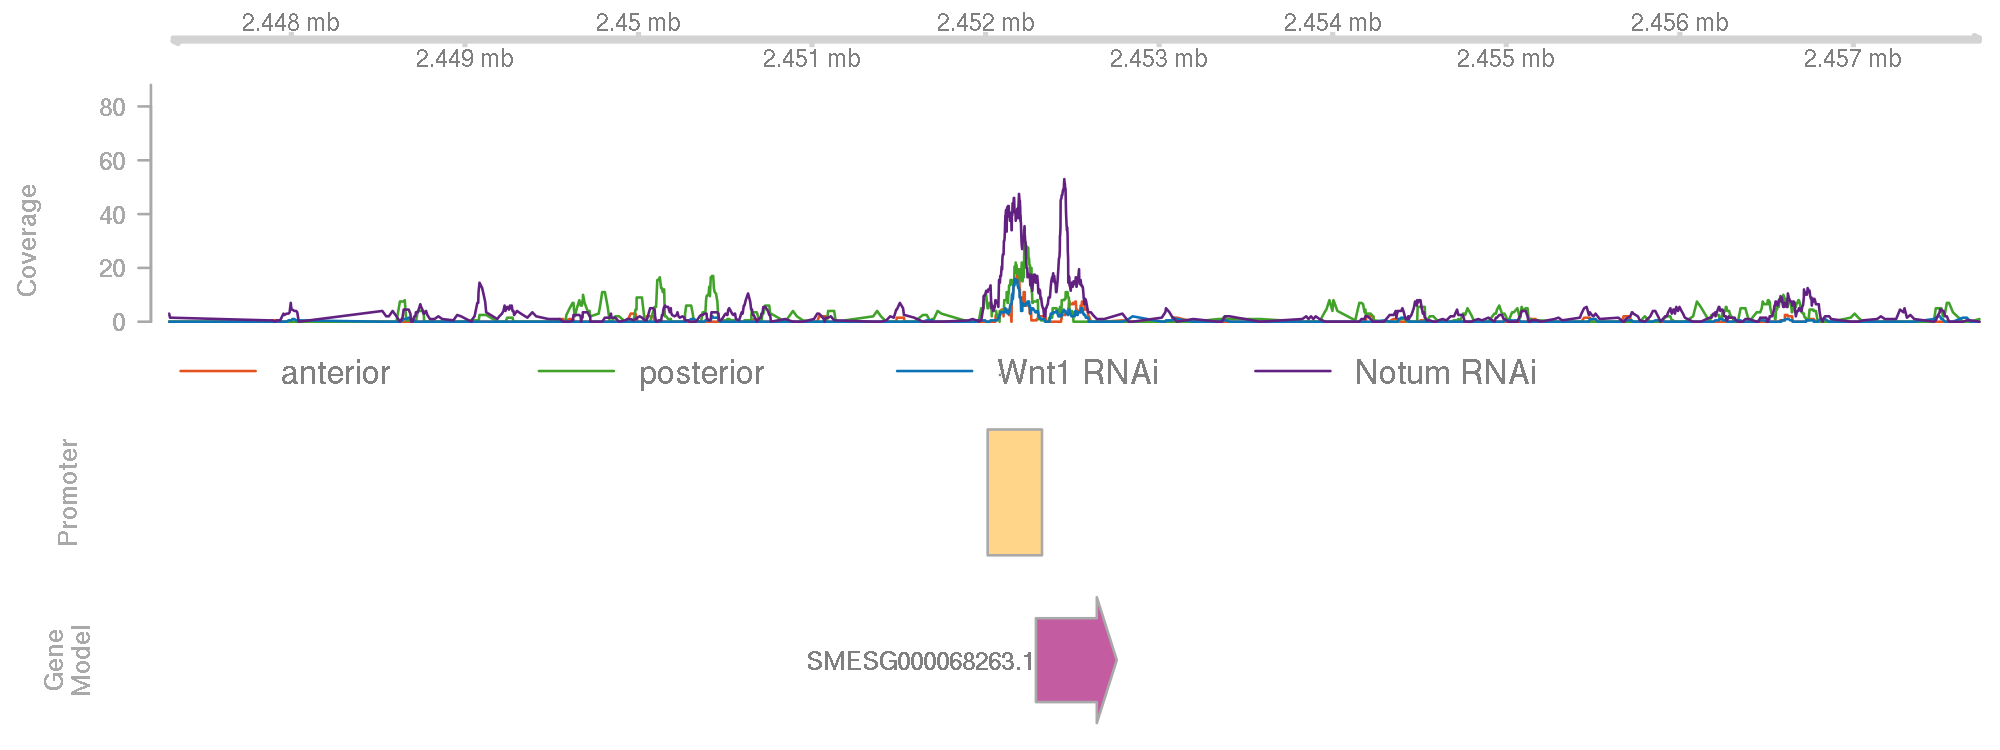 2.448 mb 2.45 mb 2.452 mb 2.454 mb 2.456 mb
2.449 mb 2.451 mb 2.453 mb 2.455 mb 2.457 mb
80
60
40
20
0
Coverage
anterior posterior Wnt1 RNAi Notum RNAi
Promoter
Gene
Model
SMESG000068263.1